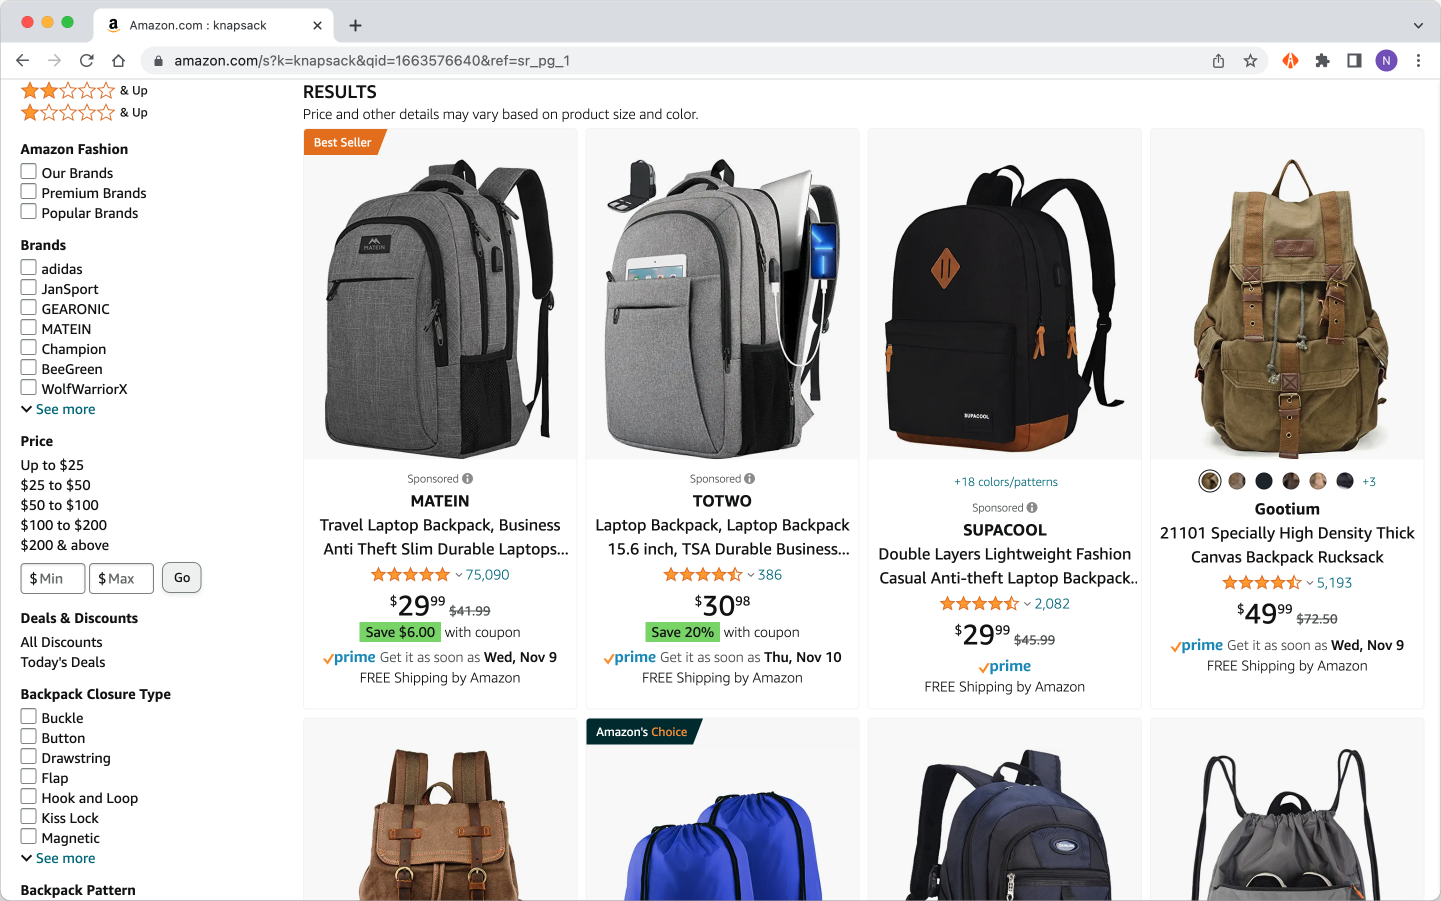 Amazon.com : knapsack
amazon.com/s?k=knapsack&qid=1663576640&ref=sr_pg_1
N
& Up
& Up
Amazon Fashion
Our Brands
Premium Brands
Popular Brands
Brands
adidas
JanSport
GEARONIC
MATEIN
Champion
BeeGreen
WolfWarriorX
See more
Price
Up to $25
$25 to $50
$50 to $100
$100 to $200
$200 & above
$ Min $ Max Go
Deals & Discounts
All Discounts
Today's Deals
Backpack Closure Type
Buckle
Button
Drawstring
Flap
Hook and Loop
Kiss Lock
Magnetic
See more
Backpack Pattern
RESULTS
Price and other details may vary based on product size and color.
Best Seller
MATEIN
Sponsored
MATEIN
Travel Laptop Backpack, Business
Anti Theft Slim Durable Laptops...
75,090
$29.99 $41.99
Save $6.00 with coupon
prime Get it as soon as Wed, Nov 9
FREE Shipping by Amazon
Sponsored
TOTWO
Laptop Backpack, Laptop Backpack
15.6 inch, TSA Durable Business...
386
$30.98
Save 20% with coupon
prime Get it as soon as Thu, Nov 10
FREE Shipping by Amazon
SUPACOOL
+18 colors/patterns
Sponsored
SUPACOOL
Double Layers Lightweight Fashion
Casual Anti-theft Laptop Backpack..
2,082
$29.99 $45.99
prime
FREE Shipping by Amazon
+3
Gootium
21101 Specially High Density Thick
Canvas Backpack Rucksack
5,193
$49.99 $72.50
prime Get it as soon as Wed, Nov 9
FREE Shipping by Amazon
Amazon's Choice